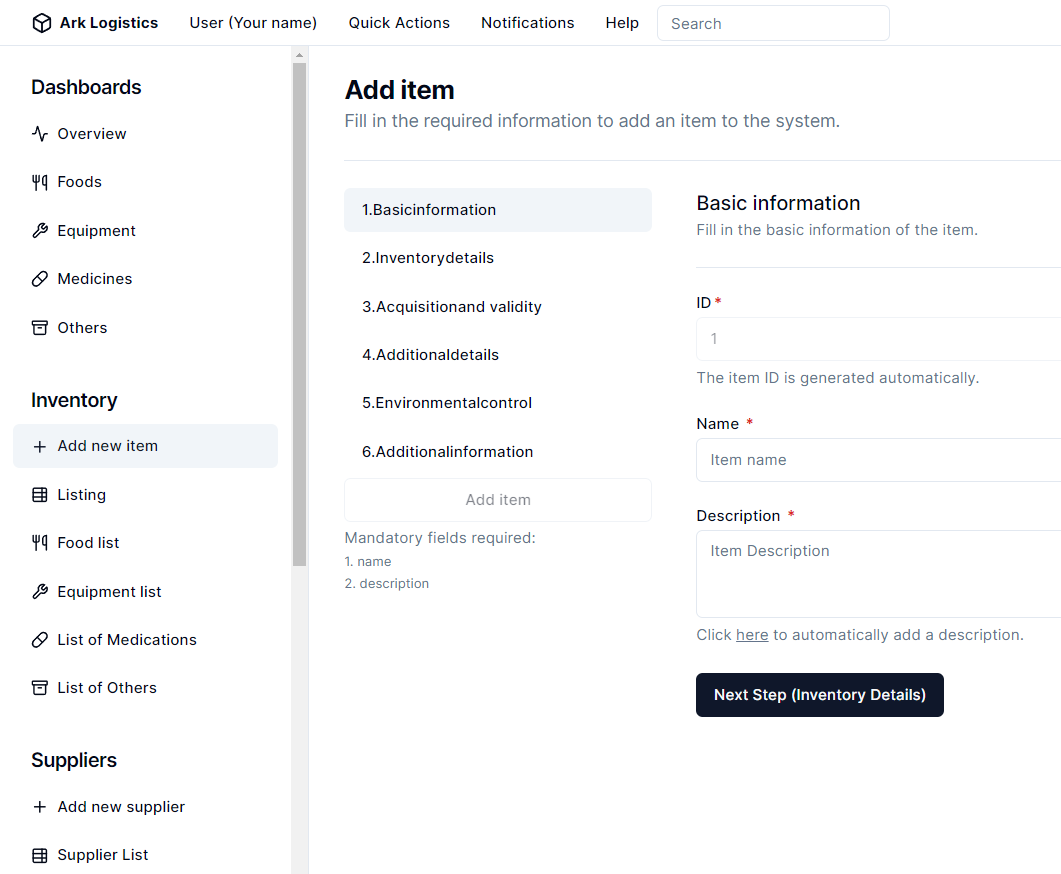 Ark Logistics User (Your name) Quick Actions Notifications Help Search
Dashboards
Overview
Foods
Equipment
Medicines
Others
Inventory
Add new item
Listing
Food list
Equipment list
List of Medications
List of Others
Suppliers
Add new supplier
Supplier List
Add item
Fill in the required information to add an item to the system.
1.Basicinformation
2.Inventorydetails
3.Acquisitionand validity
4.Additionaldetails
5.Environmentalcontrol
6.Additionalinformation
Add item
Mandatory fields required:
1. name
2. description
Basic information
Fill in the basic information of the item.
ID *
1
The item ID is generated automatically.
Name *
Item name
Description *
Item Description
Click here to automatically add a description.
Next Step (Inventory Details)